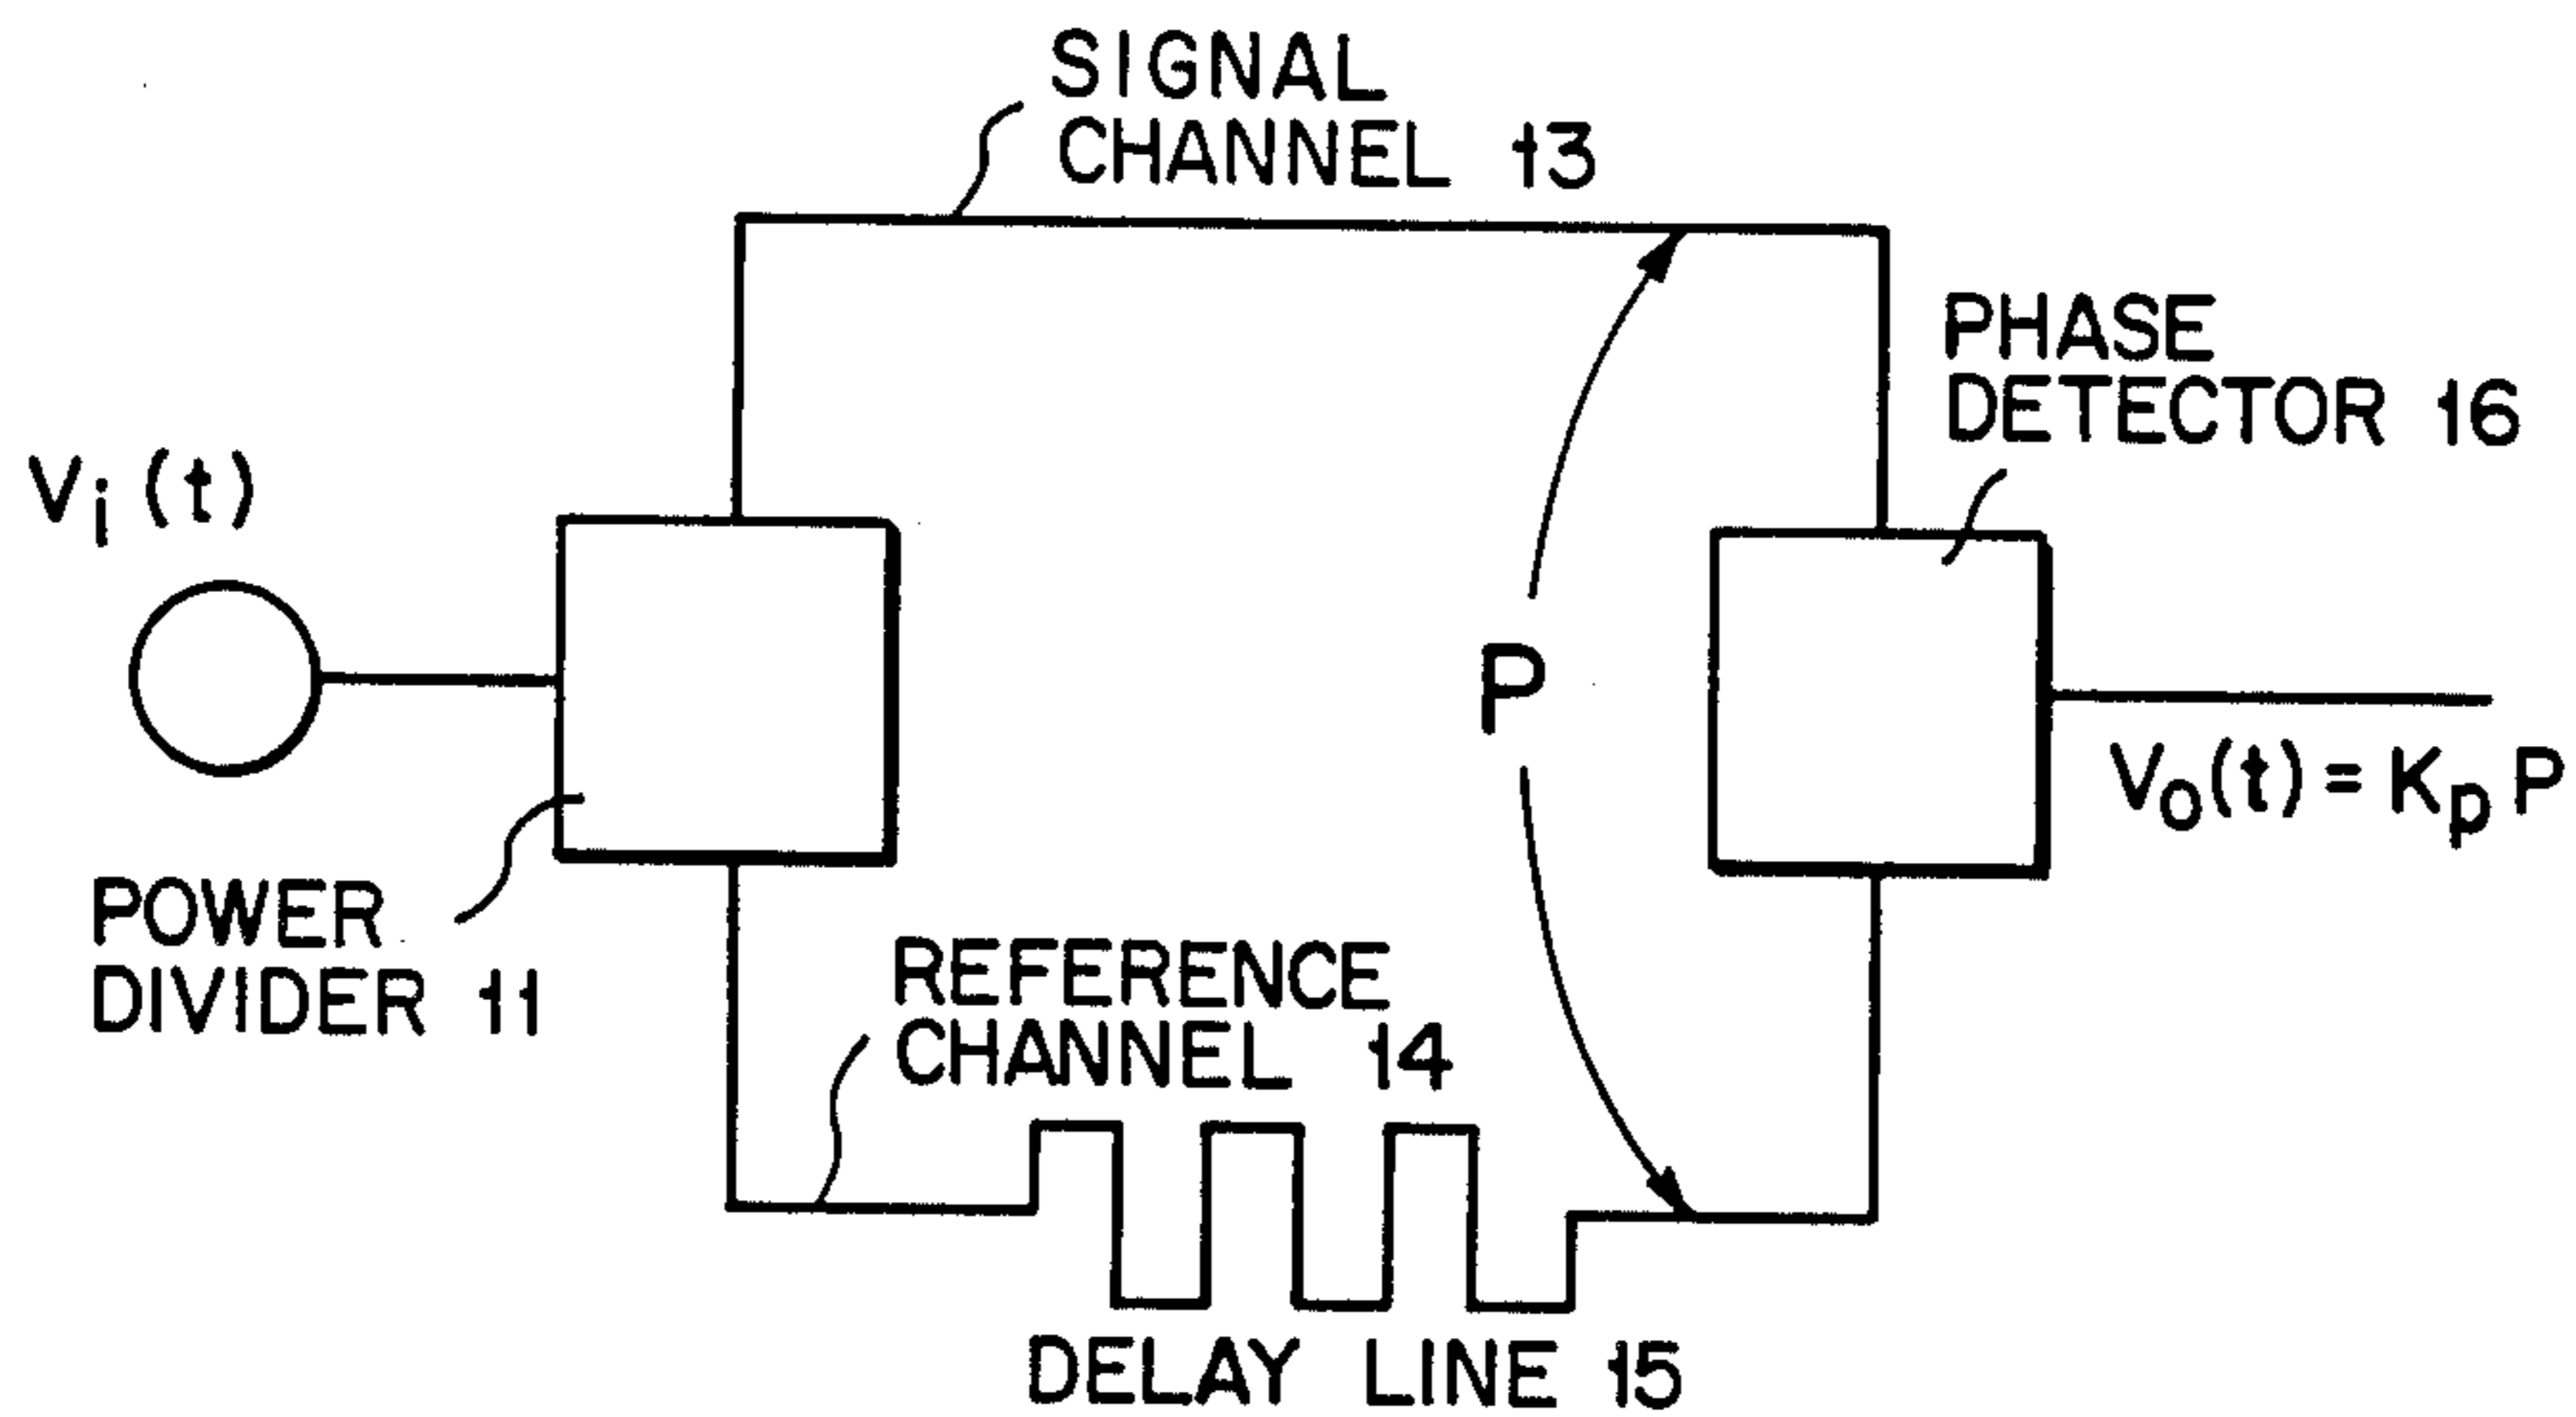 SIGNAL
CHANNEL 13
PHASE
DETECTOR 16
Vi (t)
P
Vo(t) = Kp P
POWER
DIVIDER 11
REFERENCE
CHANNEL 14
DELAY LINE 15